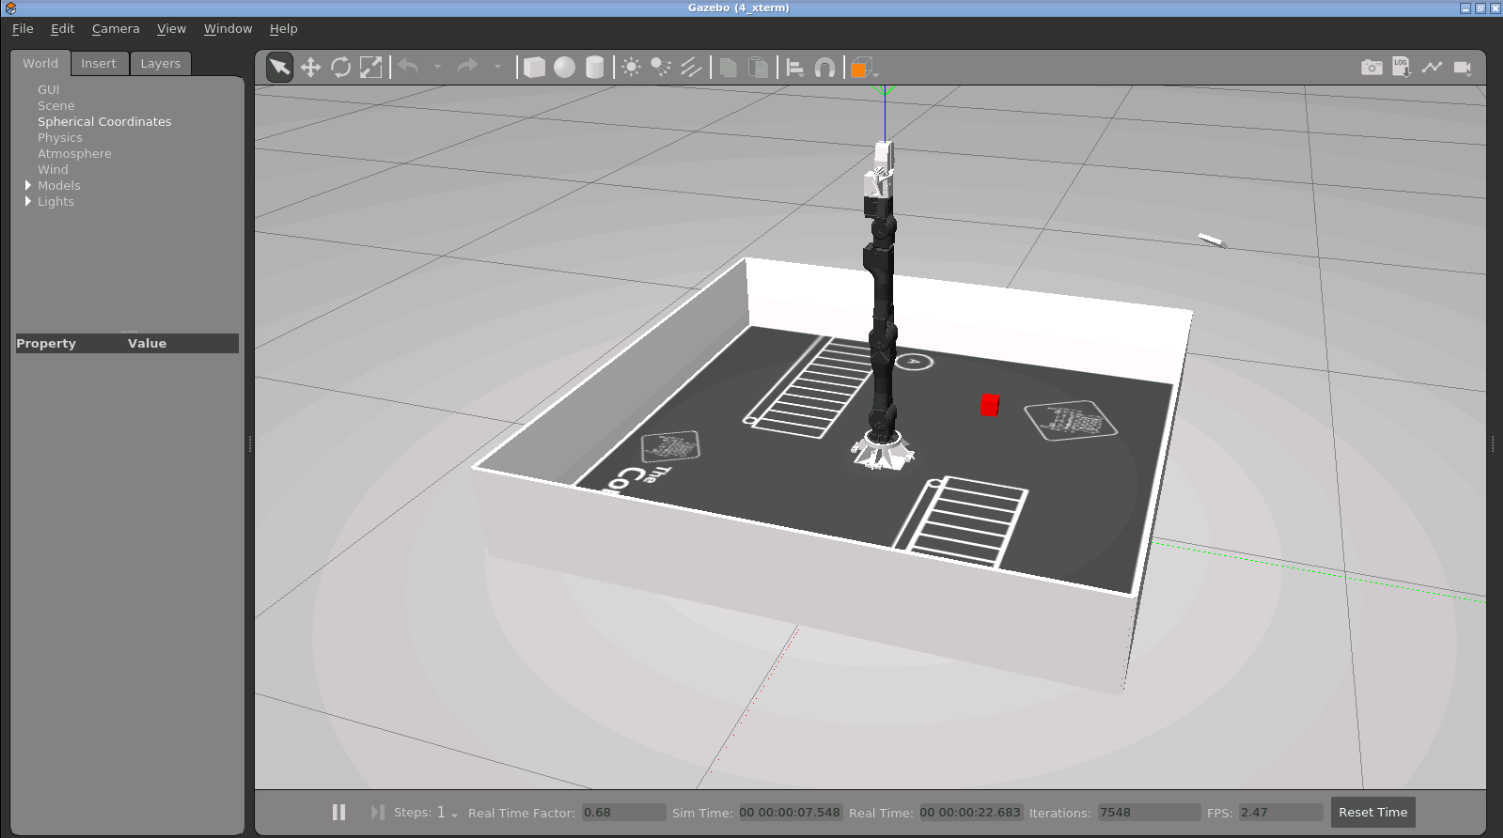 Gazebo (4_xterm)
File Edit Camera View Window Help
World Insert Layers
GUI
Scene
Spherical Coordinates
Physics
Atmosphere
Wind
Models
Lights
Property Value
LOG
A
The
Steps: 1 Real Time Factor: 0.68 Sim Time: 00 00:00:07.548 Real Time: 00 00:00:22.683 Iterations: 7548 FPS: 2.47 Reset Time